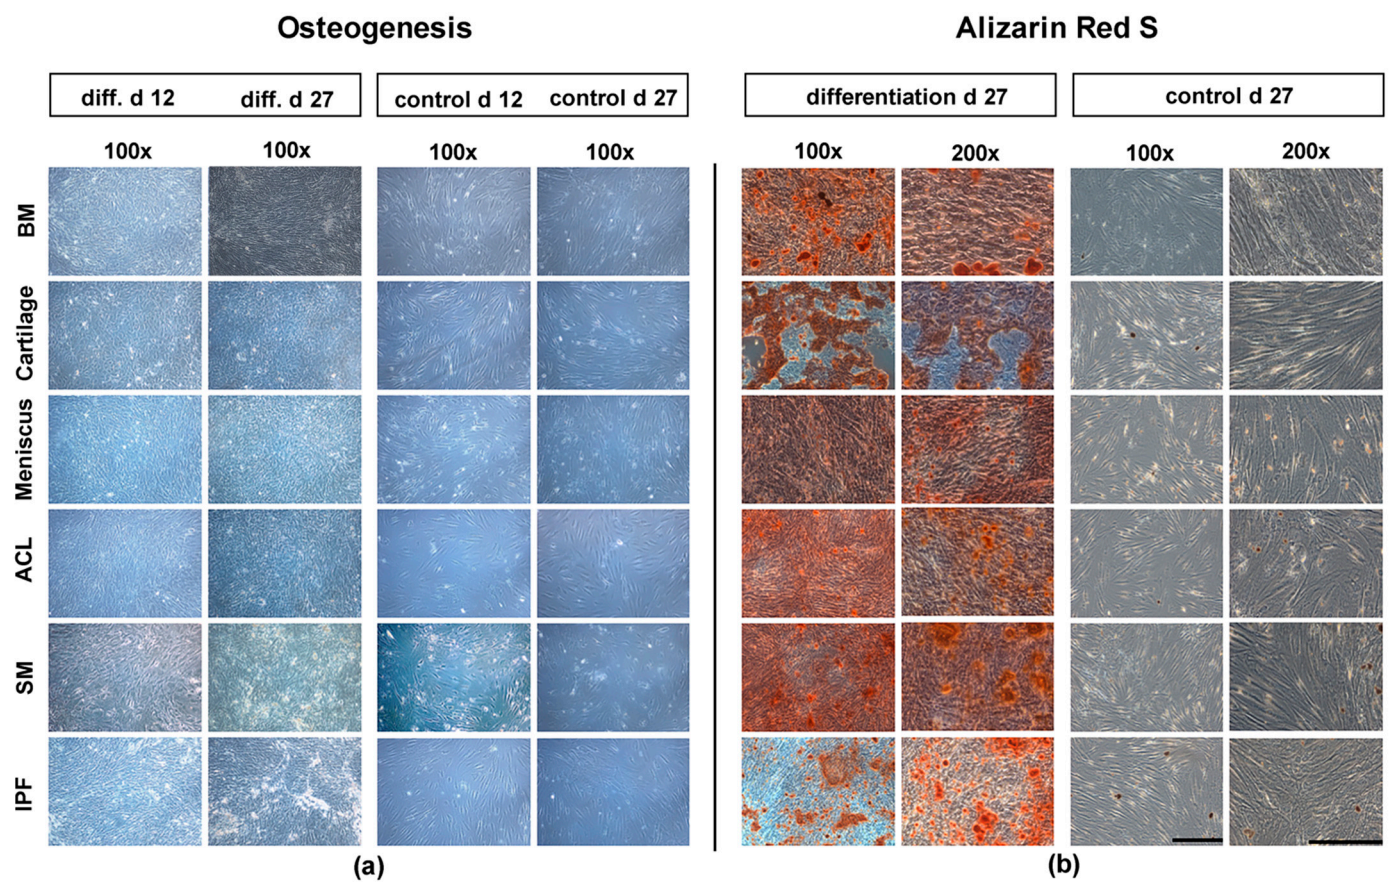 Osteogenesis
Alizarin Red S
diff. d 12 diff. d 27 control d 12 control d 27 differentiation d 27 control d 27
100x 100x 100x 100x 100x 200x 100x 200x
BM
Cartilage
Meniscus
ACL
SM
IPF
(a)
(b)